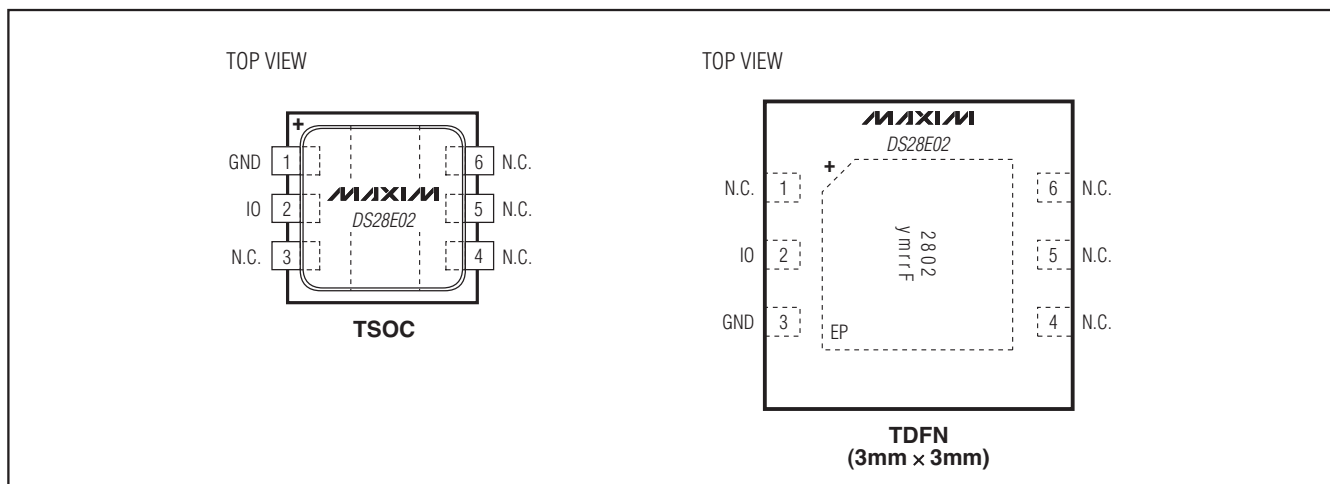 TOP VIEW
+
GND 1
6 N.C.
MAXIM
IO 2
5 N.C.
DS28E02
N.C. 3
4 N.C.
TSOC
TOP VIEW
MAXIM
DS28E02
+
N.C. 1
6 N.C.
2802
ymrrF
IO 2
5 N.C.
GND 3
4 N.C.
EP
TDFN
(3mm × 3mm)